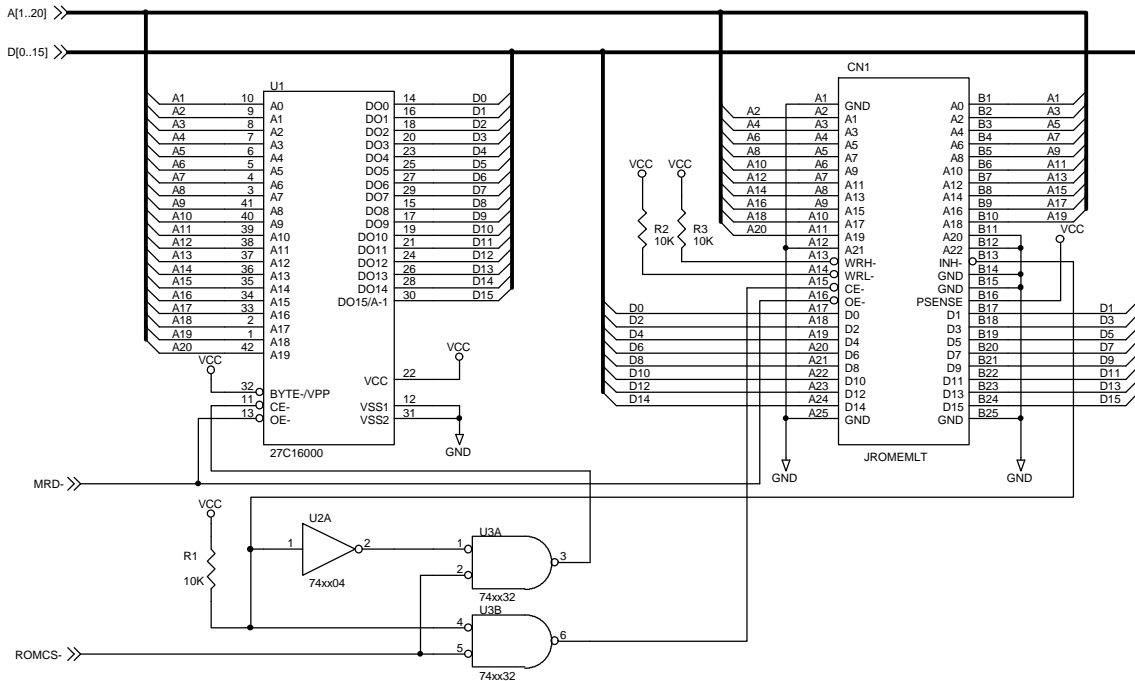 A[1..20]
D[0..15]
U1
A1 10 A0 DO0 14 D0
A2 9 A1 DO1 16 D1
A3 8 A2 DO2 18 D2
A4 7 A3 DO3 20 D3
A5 6 A4 DO4 23 D4
A6 5 A5 DO5 25 D5
A7 4 A6 DO6 27 D6
A8 3 A7 DO7 29 D7
A9 41 A8 DO8 15 D8
A10 40 A9 DO9 17 D9
A11 39 A10 DO10 19 D10
A12 38 A11 DO11 21 D11
A13 37 A12 DO12 24 D12
A14 36 A13 DO13 26 D13
A15 35 A14 DO14 28 D14
A16 34 A15 DO15/A-1 30 D15
A17 33 A16
A18 2 A17
A19 1 A18
A20 42 A19
VCC
VCC
VCC 22
32 BYTE-/VPP
11 CE- VSS1 12
13 OE- VSS2 31
GND
27C16000
CN1
A1 GND A0 B1 A1
A2 A2 A1 A2 B2 A3
A4 A3 A3 A4 B3 A5
A6 A4 A5 A6 B4 A7
A8 A5 A7 A8 B5 A9
A10 A6 A9 A10 B6 A11
A12 A7 A11 A12 B7 A13
A14 A8 A13 A14 B8 A15
A16 A9 A15 A16 B9 A17
A18 A10 A17 A18 B10 A19
A20 A11 A19 A20 B11
A12 A21 A22 B12
A13 WRH- INH- B13
A14 WRL- GND B14
A15 CE- GND B15
A16 OE- PSENSE B16
D0 A17 D0 D1 B17 D1
D2 A18 D2 D3 B18 D3
D4 A19 D4 D5 B19 D5
D6 A20 D6 D7 B20 D7
D8 A21 D8 D9 B21 D9
D10 A22 D10 D11 B22 D11
D12 A23 D12 D13 B23 D13
D14 A24 D14 D15 B24 D15
A25 GND GND B25
VCC VCC
R2 R3
10K 10K
VCC
JROMEMLT
GND
GND
MRD-
VCC
R1
10K
U2A
1 2
74xx04
U3A
1
2
3
74xx32
U3B
4
5
6
74xx32
ROMCS-